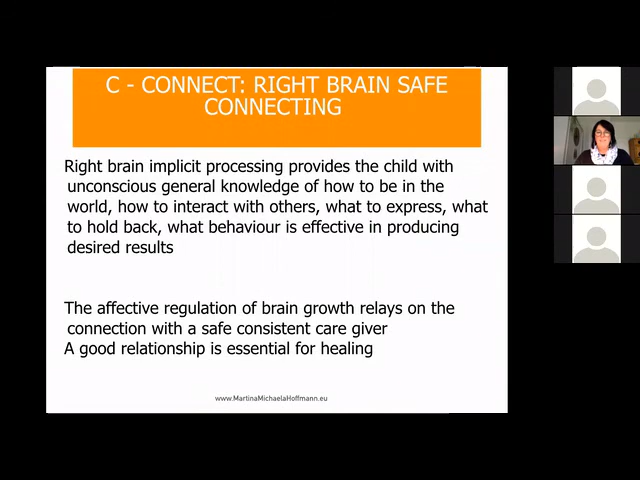 C - CONNECT: RIGHT BRAIN SAFE
CONNECTING
Right brain implicit processing provides the child with
unconscious general knowledge of how to be in the
world, how to interact with others, what to express, what
to hold back, what behaviour is effective in producing
desired results
The affective regulation of brain growth relays on the
connection with a safe consistent care giver
A good relationship is essential for healing
www.MartinaMichaelaHoffmann.eu